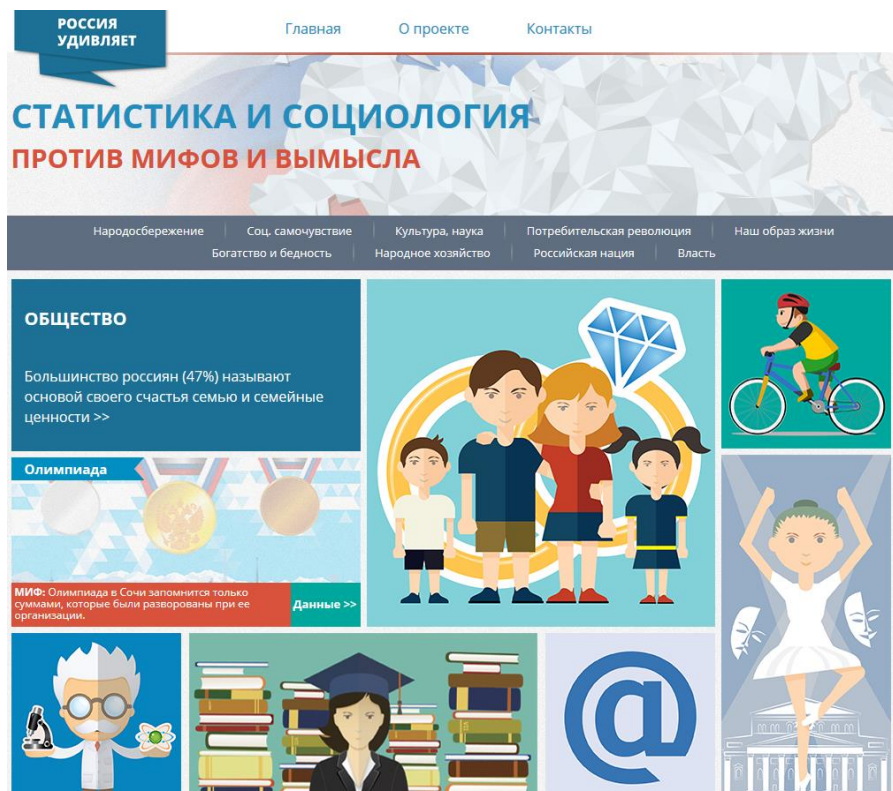 РОССИЯ
УДИВЛЯЕТ
Главная О проекте Контакты
СТАТИСТИКА И СОЦИОЛОГИЯ
ПРОТИВ МИФОВ И ВЫМЫСЛА
Народосбережение Соц. самочувствие Культура, наука Потребительская революция Наш образ жизни
Богатство и бедность Народное хозяйство Российская нация Власть
ОБЩЕСТВО
Большинство россиян (47%) называют
основой своего счастья семью и семейные
ценности >>
Олимпиада
МИФ: Олимпиада в Сочи запомнится только
суммами, которые были разворованы при ее
организации.
Данные >>
@